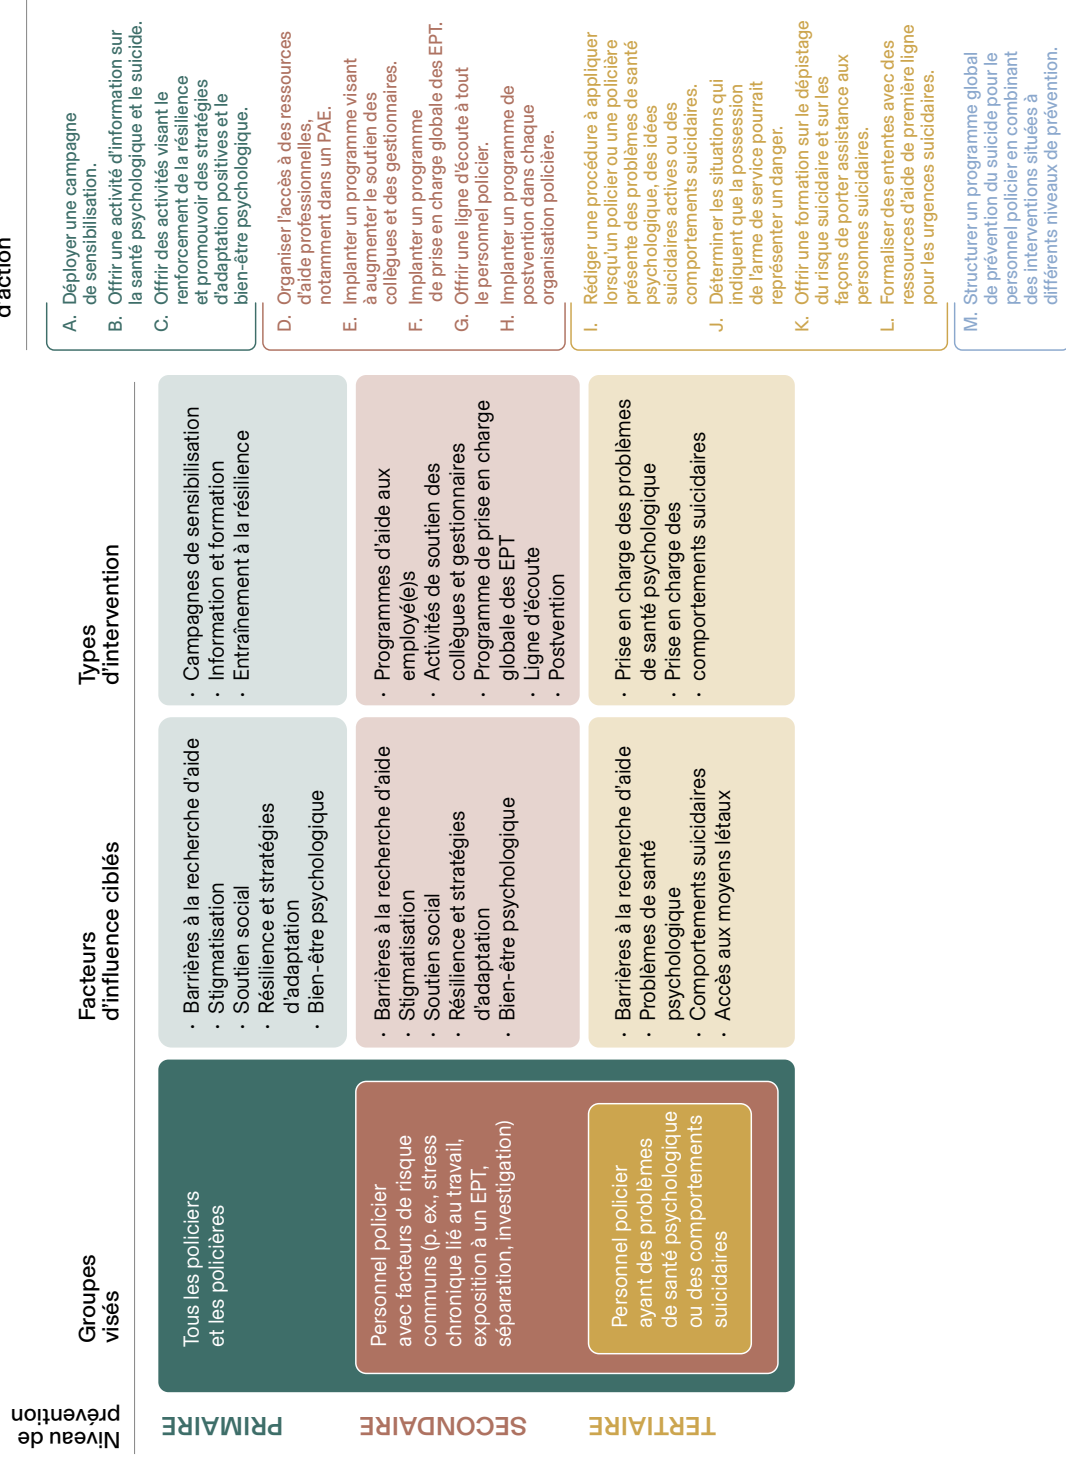 Niveau de
prévention
Groupes
visés
Facteurs
d'influence ciblés
Types
d'intervention
d'action
PRIMAIRE
Tous les policiers
et les policières
· Barrières à la recherche d'aide
· Stigmatisation
· Soutien social
· Résilience et stratégies
d'adaptation
· Bien-être psychologique
· Campagnes de sensibilisation
· Information et formation
· Entraînement à la résilience
A. Déployer une campagne
de sensibilisation.
B. Offrir une activité d'information sur
la santé psychologique et le suicide.
C. Offrir des activités visant le
renforcement de la résilience
et promouvoir des stratégies
d'adaptation positives et le
bien-être psychologique.
SECONDAIRE
Personnel policier
avec facteurs de risque
communs (p. ex., stress
chronique lié au travail,
exposition à un EPT,
séparation, investigation)
· Barrières à la recherche d'aide
· Stigmatisation
· Soutien social
· Résilience et stratégies
d'adaptation
· Bien-être psychologique
· Programmes d'aide aux
employé(e)s
· Activités de soutien des
collègues et gestionnaires
· Programme de prise en charge
globale des EPT
· Ligne d'écoute
· Postvention
D. Organiser l'accès à des ressources
d'aide professionnelles,
notamment dans un PAE.
E. Implanter un programme visant
à augmenter le soutien des
collègues et des gestionnaires.
F. Implanter un programme
de prise en charge globale des EPT.
G. Offrir une ligne d'écoute à tout
le personnel policier.
H. Implanter un programme de
postvention dans chaque
organisation policière.
TERTIAIRE
Personnel policier
ayant des problèmes
de santé psychologique
ou des comportements
suicidaires
· Barrières à la recherche d'aide
· Problèmes de santé
psychologique
· Comportements suicidaires
· Accès aux moyens létaux
· Prise en charge des problèmes
de santé psychologique
· Prise en charge des
· comportements suicidaires
I. Rédiger une procédure à appliquer
lorsqu'un policier ou une policière
présente des problèmes de santé
psychologique, des idées
suicidaires actives ou des
comportements suicidaires.
J. Déterminer les situations qui
indiquent que la possession
de l'arme de service pourrait
représenter un danger.
K. Offrir une formation sur le dépistage
du risque suicidaire et sur les
façons de porter assistance aux
personnes suicidaires.
L. Formaliser des ententes avec des
ressources d'aide de première ligne
pour les urgences suicidaires.
M. Structurer un programme global
de prévention du suicide pour le
personnel policier en combinant
des interventions situées à
différents niveaux de prévention.